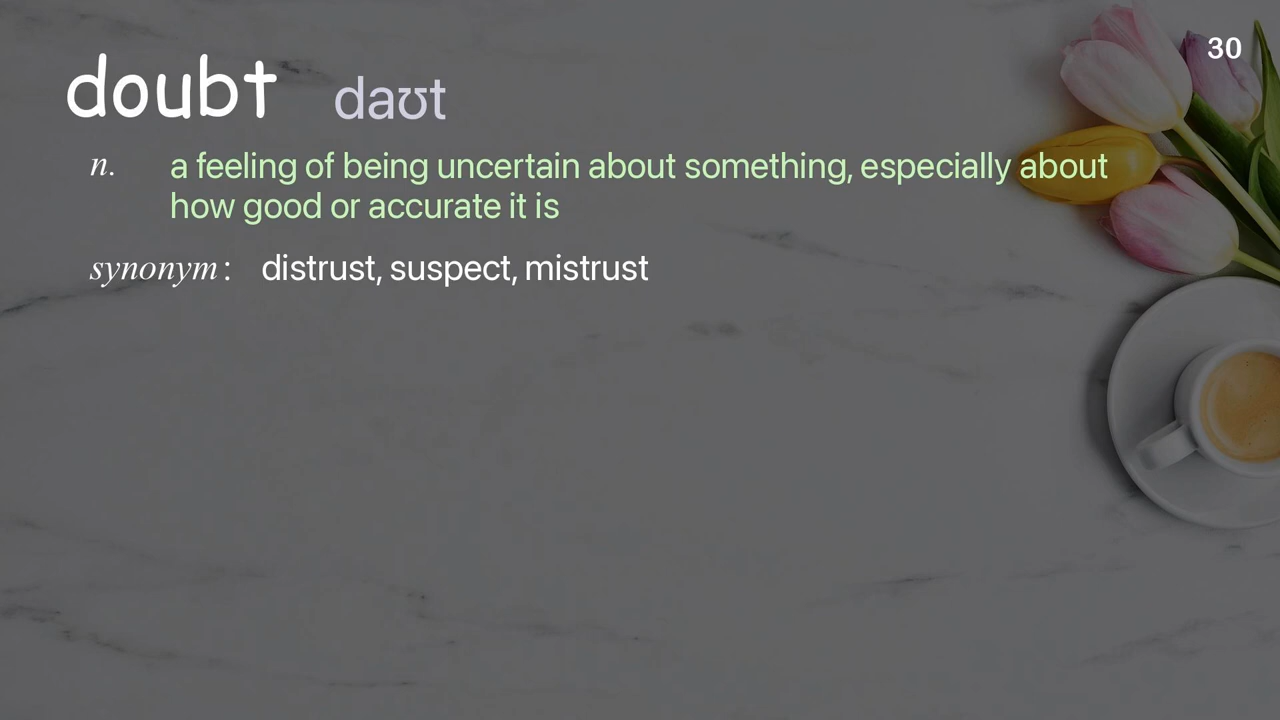 30
doubt daʊt
n. a feeling of being uncertain about something, especially about
how good or accurate it is
synonym: distrust, suspect, mistrust